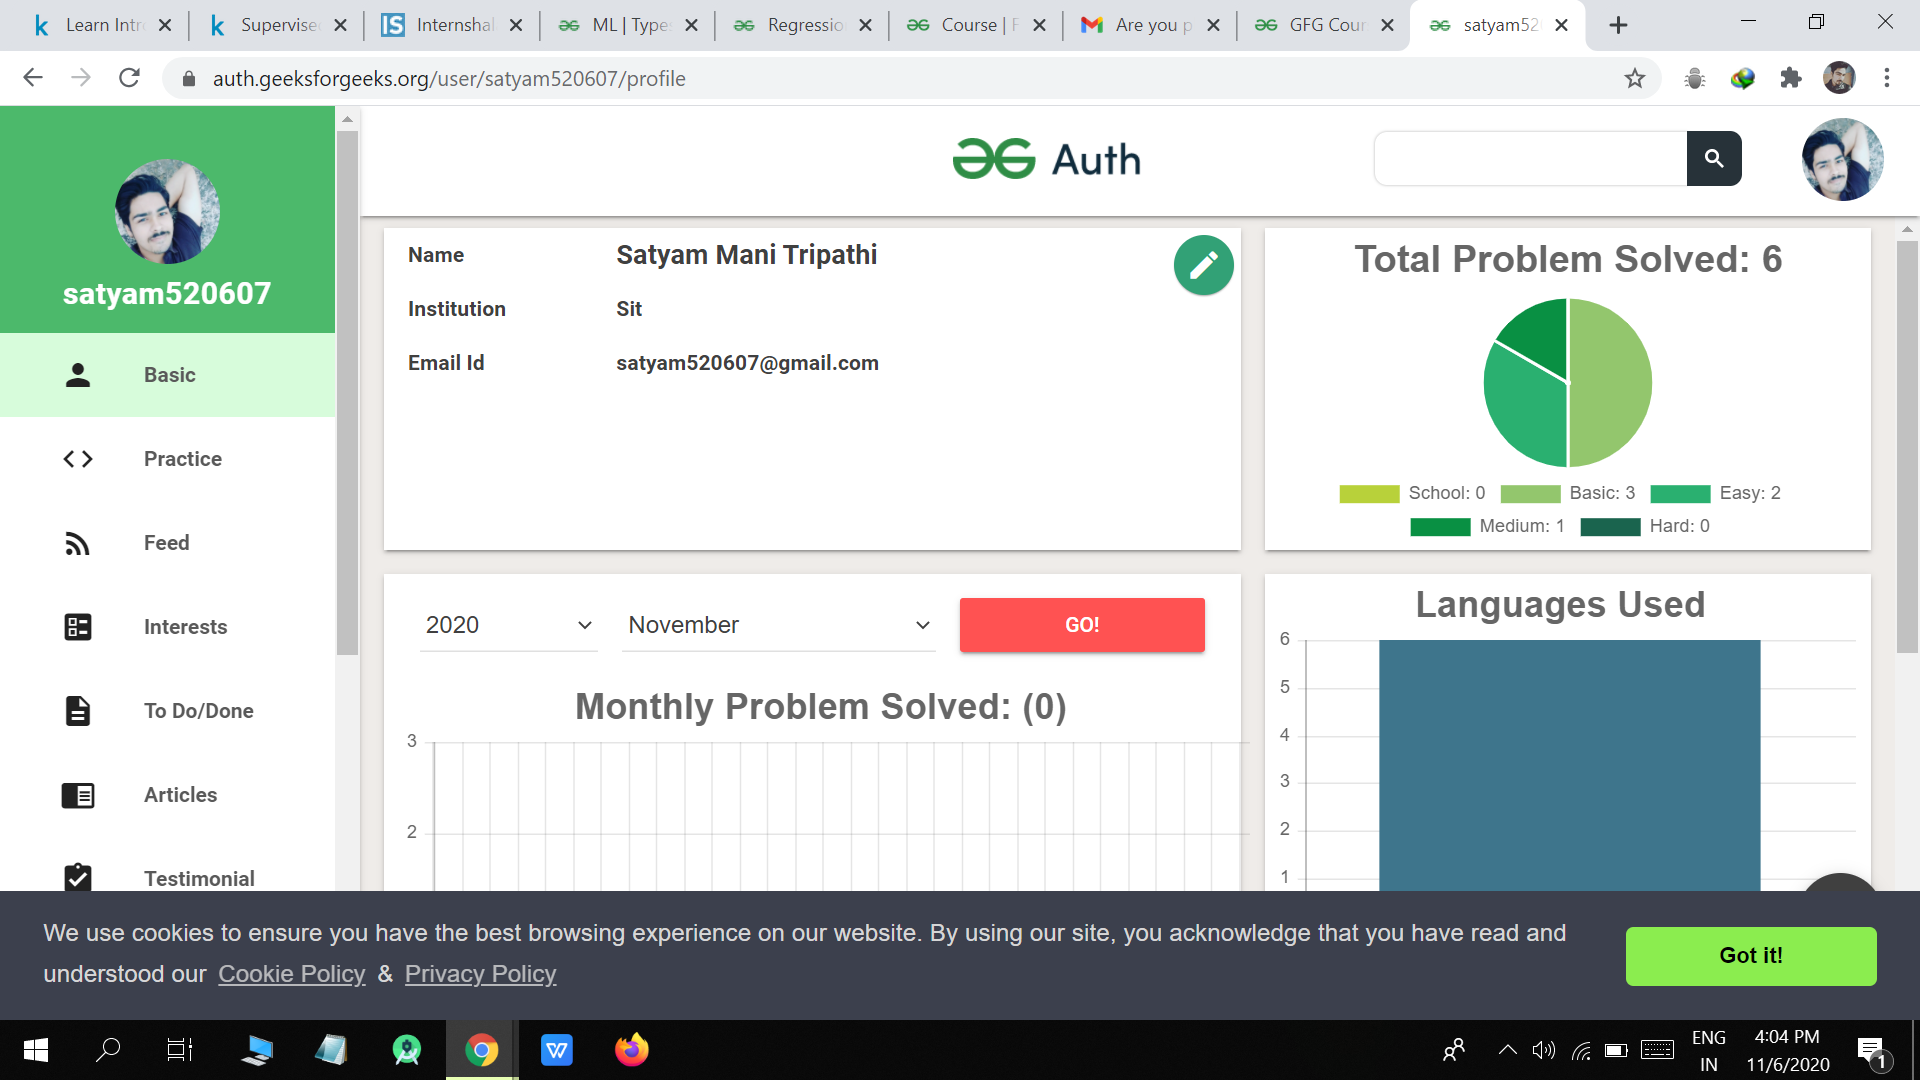 Learn Intr
Supervise
Internshal
ML | Type
Regressio
Course | F
Are you p
GFG Cour
satyam52
auth.geeksforgeeks.org/user/satyam520607/profile
Auth
satyam520607
Basic
Practice
Feed
Interests
To Do/Done
Articles
Testimonial
Name Satyam Mani Tripathi
Institution Sit
Email Id satyam520607@gmail.com
Total Problem Solved: 6
School: 0 Basic: 3 Easy: 2
Medium: 1 Hard: 0
2020 November GO!
Monthly Problem Solved: (0)
3
2
Languages Used
6
5
4
3
2
1
We use cookies to ensure you have the best browsing experience on our website. By using our site, you acknowledge that you have read and
understood our Cookie Policy & Privacy Policy
Got it!
ENG
IN
4:04 PM
11/6/2020
1